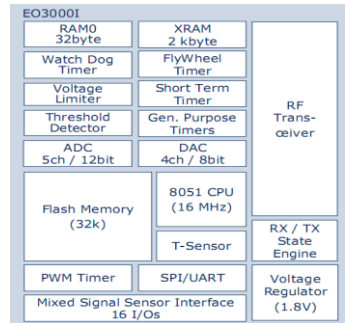 EO3000I
RAM0
32byte
XRAM
2 kbyte
Watch Dog
Timer
FlyWheel
Timer
Voltage
Limiter
Short Term
Timer
RF
Trans-
ceiver
Threshold
Detector
Gen. Purpose
Timers
ADC
5ch / 12bit
DAC
4ch / 8bit
Flash Memory
(32k)
8051 CPU
(16 MHz)
T-Sensor
RX / TX
State
Engine
PWM Timer
SPI/UART
Voltage
Regulator
(1.8V)
Mixed Signal Sensor Interface
16 I/Os